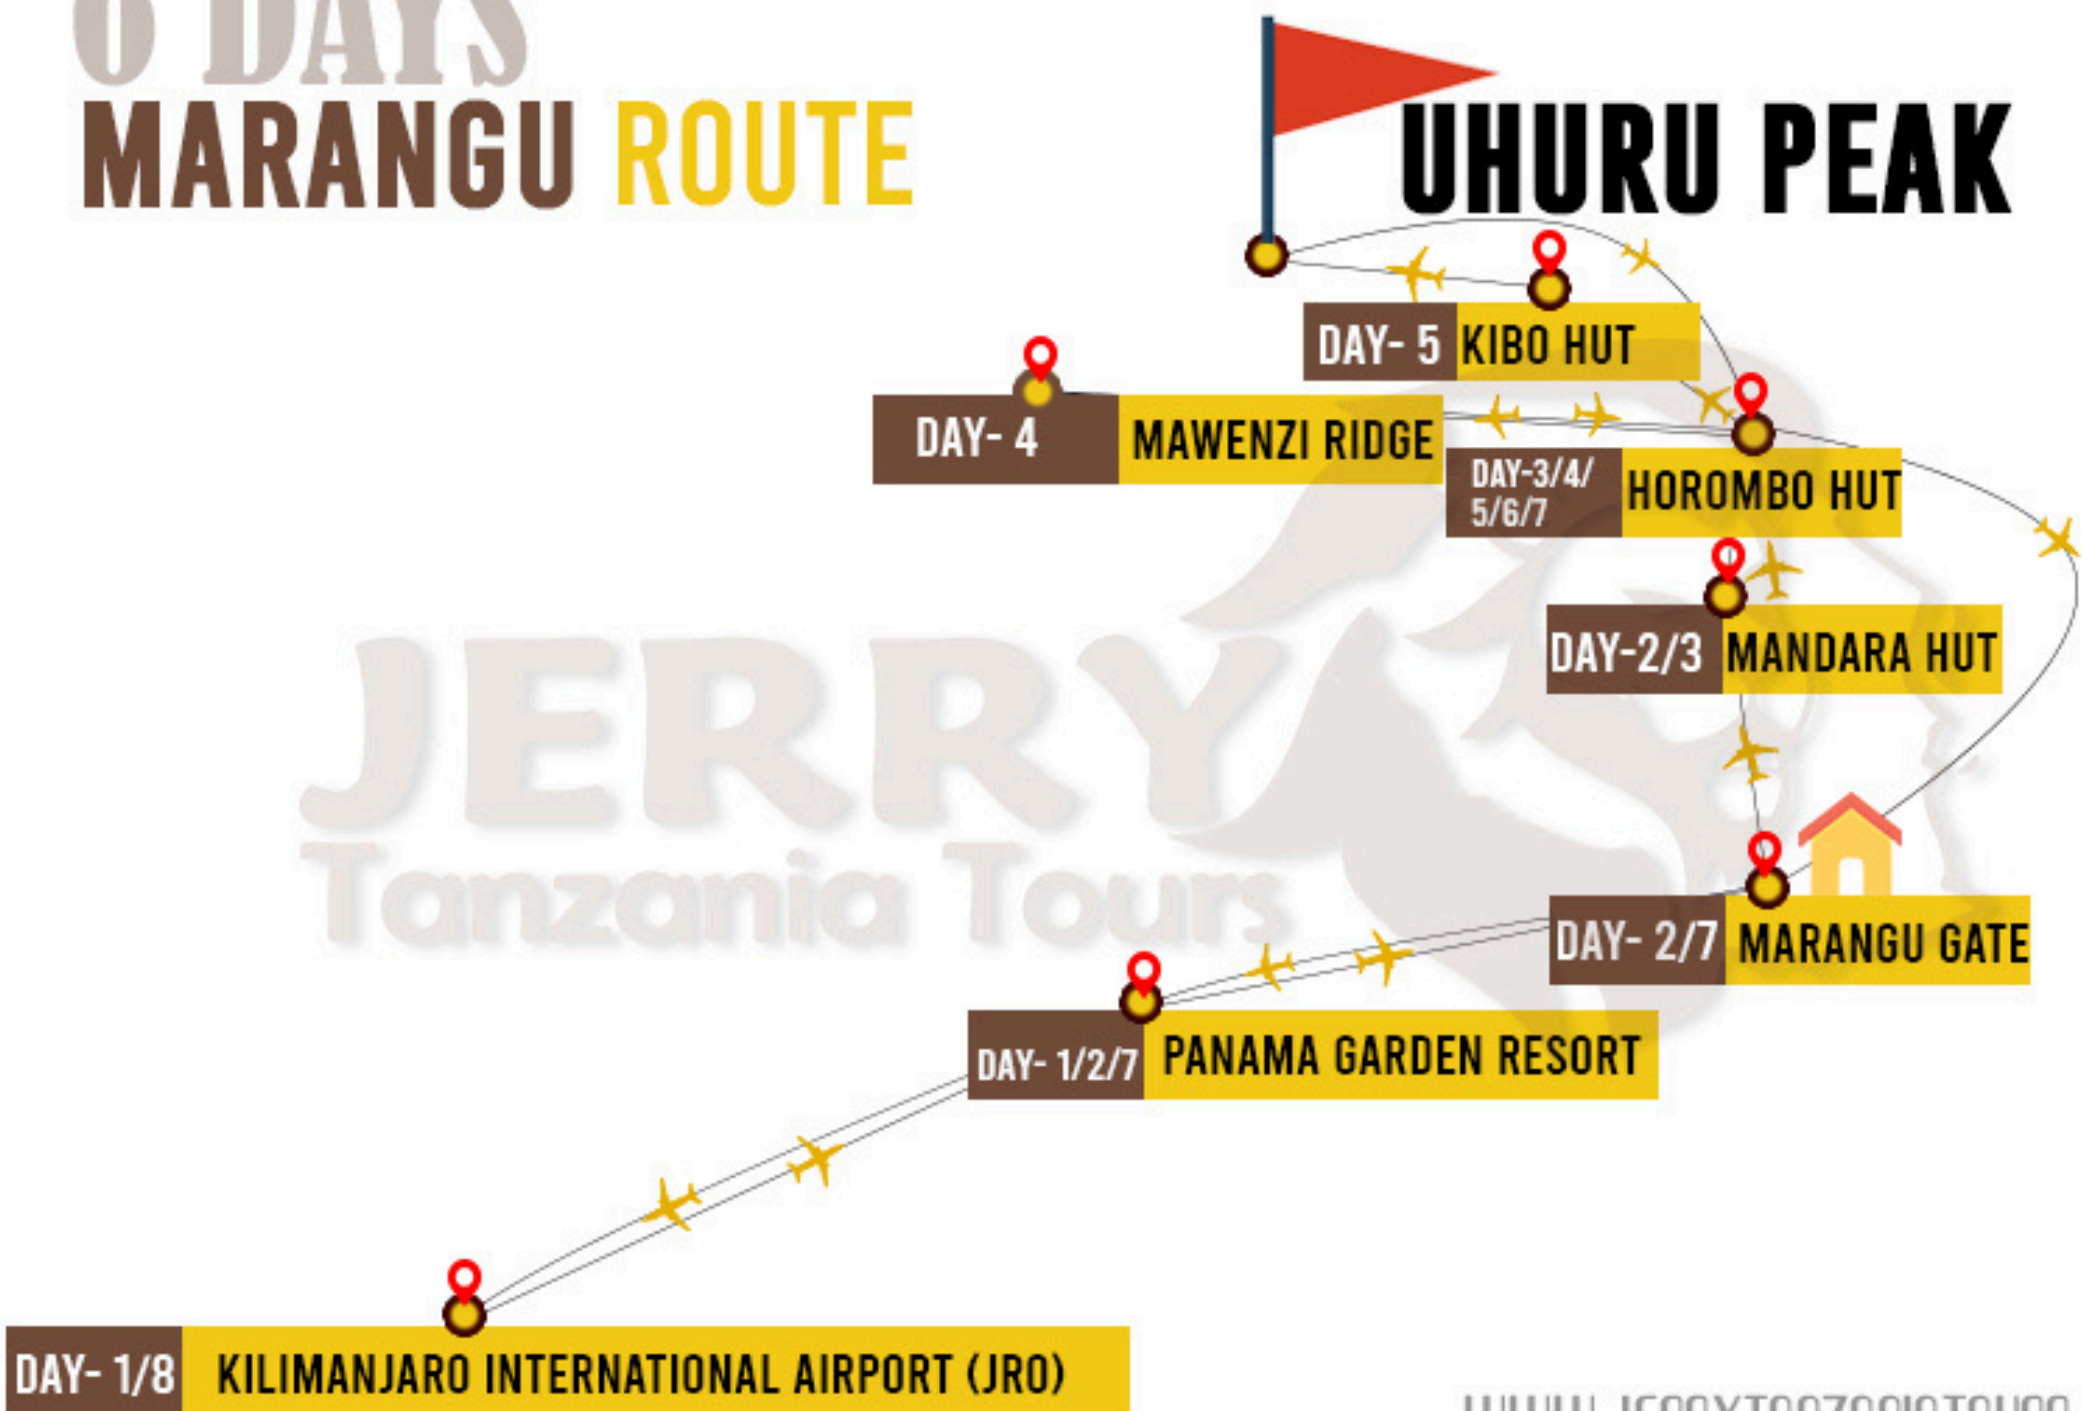 DAYS
MARANGU ROUTE
UHURU PEAK
DAY- 5 KIBO HUT
DAY- 4 MAWENZI RIDGE
DAY-3/4/
5/6/7
HOROMBO HUT
DAY-2/3 MANDARA HUT
JERRY
Tanzania Tours
DAY- 2/7 MARANGU GATE
DAY- 1/2/7 PANAMA GARDEN RESORT
DAY- 1/8 KILIMANJARO INTERNATIONAL AIRPORT (JRO)